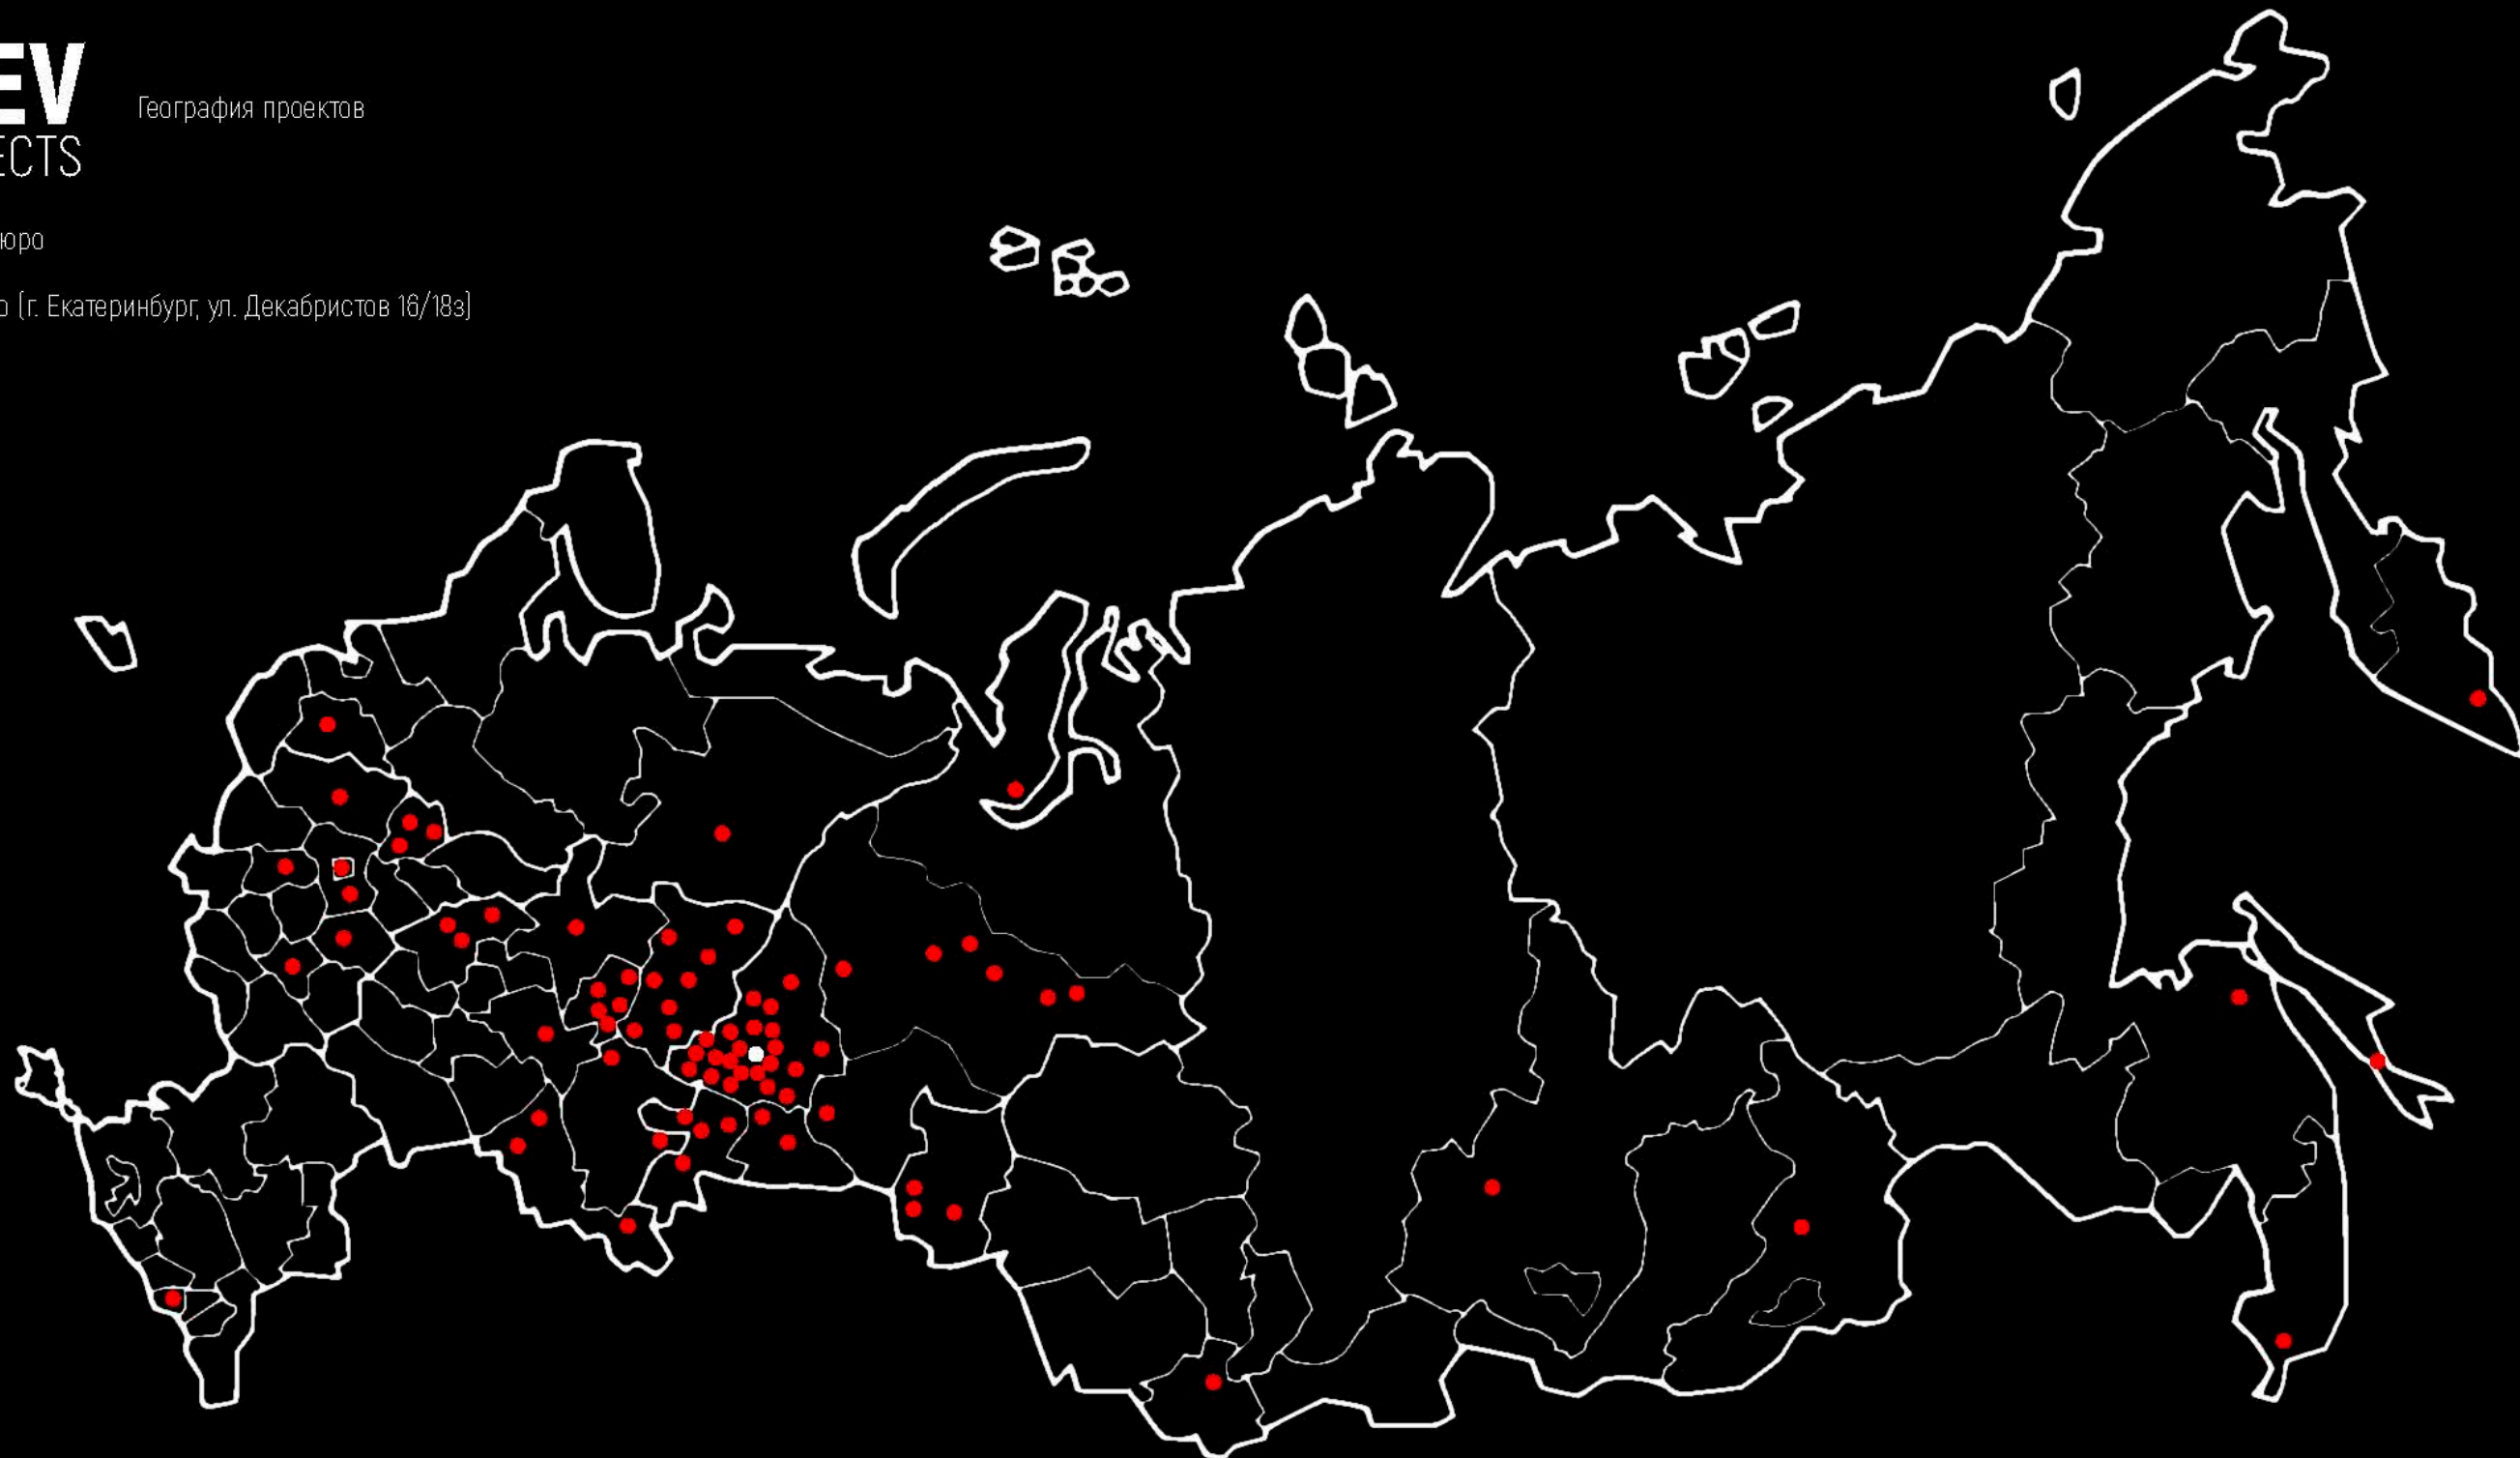 EV
География проектов
ECTS
юро
о (г. Екатеринбург, ул. Декабристов 16/18з)